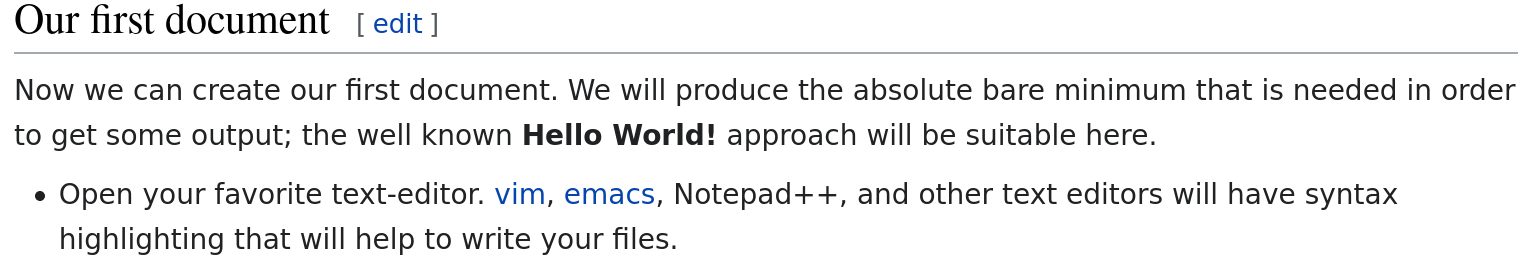 Our first document [ edit ]
Now we can create our first document. We will produce the absolute bare minimum that is needed in order
to get some output; the well known Hello World! approach will be suitable here.
• Open your favorite text-editor. vim, emacs, Notepad++, and other text editors will have syntax
highlighting that will help to write your files.